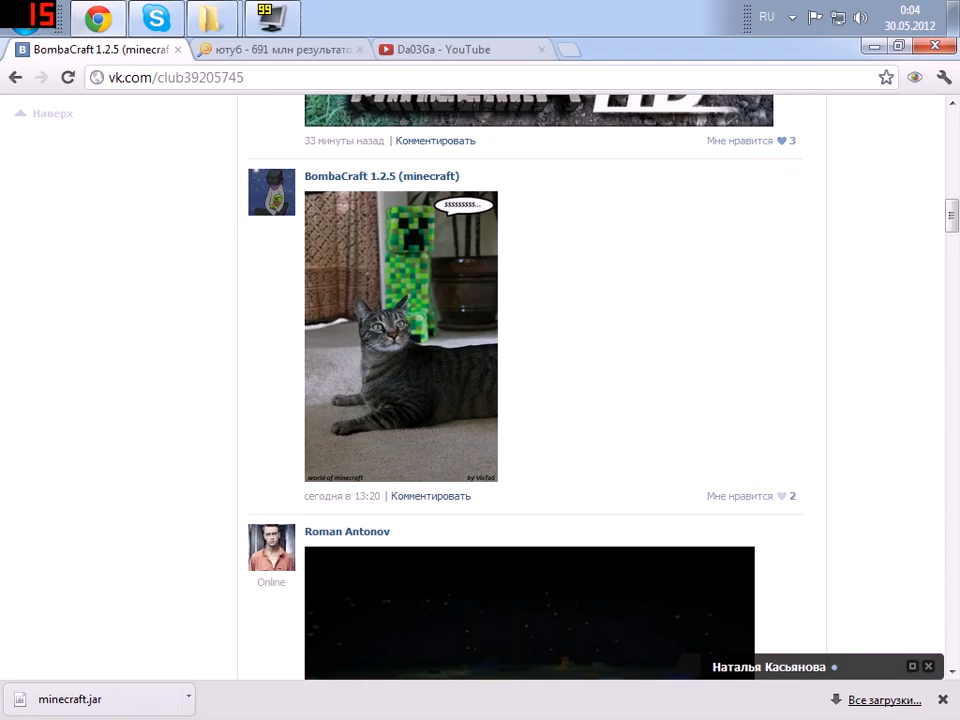 15
99
RU
0:04
30.05.2012
BombaCraft 1.2.5 (minecraf
ютуб - 691 млн результато
Da03Ga - YouTube
vk.com/club39205745
Наверх
33 минуты назад | Комментировать
Мне нравится 3
BombaCraft 1.2.5 (minecraft)
sssssssss...
world of minecraft
by VisTaS
сегодня в 13:20 | Комментировать
Мне нравится 2
Roman Antonov
Online
Наталья Касьянова
minecraft.jar
Все загрузки...